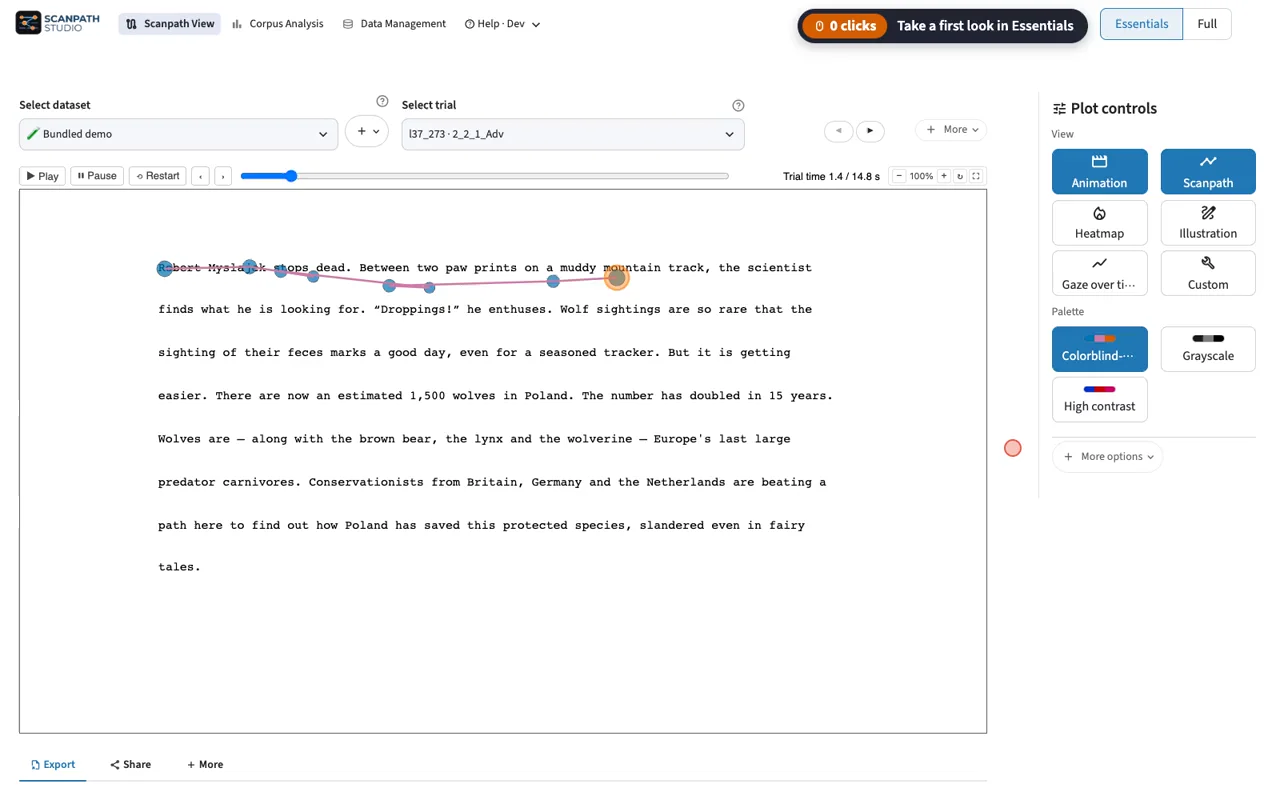 SCANPATH STUDIO
Scanpath View
Corpus Analysis
Data Management
Help · Dev
0 clicks Take a first look in Essentials
Essentials
Full
Select dataset
Select trial
Bundled demo
+
l37_273 · 2_2_1_Adv
+ More
Play
Pause
Restart
Trial time 1.4 / 14.8 s
− 100% +
Robert Myslajek stops dead. Between two paw prints on a muddy mountain track, the scientist
finds what he is looking for. “Droppings!” he enthuses. Wolf sightings are so rare that the
sighting of their feces marks a good day, even for a seasoned tracker. But it is getting
easier. There are now an estimated 1,500 wolves in Poland. The number has doubled in 15 years.
Wolves are — along with the brown bear, the lynx and the wolverine — Europe's last large
predator carnivores. Conservationists from Britain, Germany and the Netherlands are beating a
path here to find out how Poland has saved this protected species, slandered even in fairy
tales.
Export
Share
+ More
Plot controls
View
Animation
Scanpath
Heatmap
Illustration
Gaze over ti···
Custom
Palette
Colorblind-···
Grayscale
High contrast
+ More options